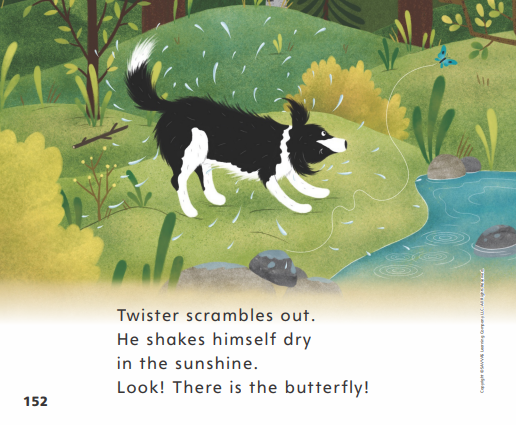 Twister scrambles out.
He shakes himself dry
in the sunshine.
Look! There is the butterfly!
152